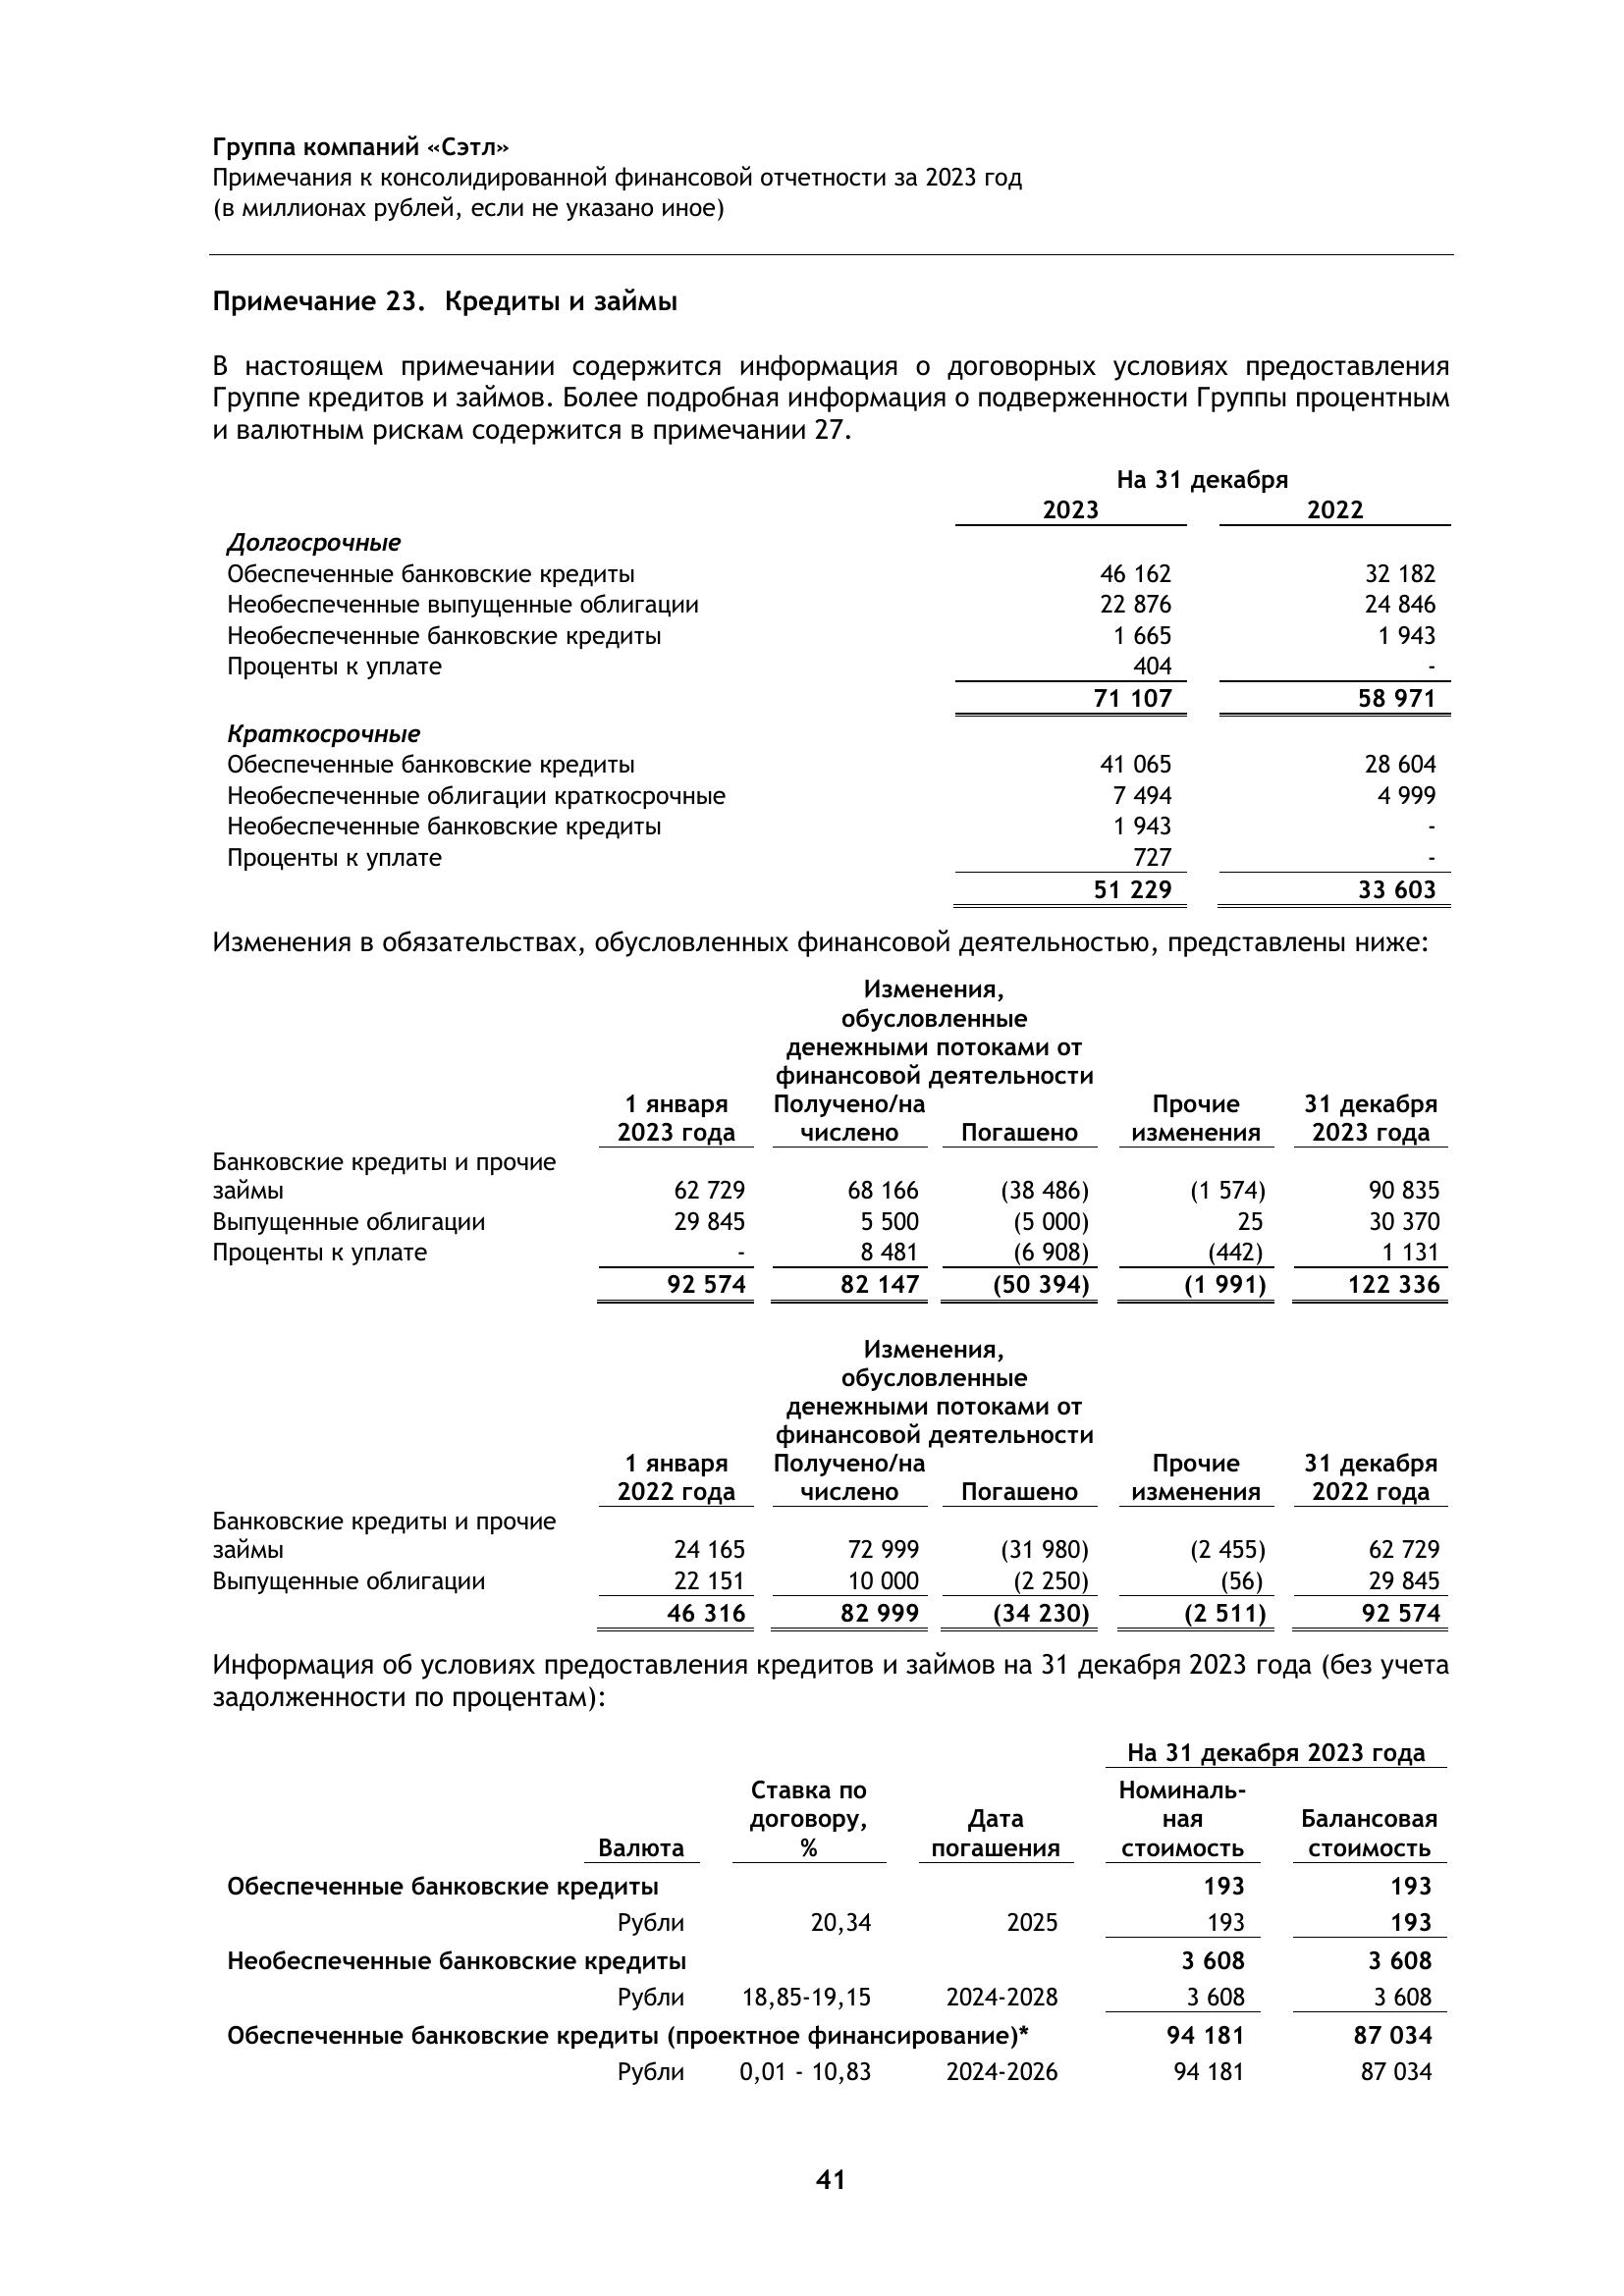 Группа компаний «Сэтл»
Примечания к консолидированной финансовой отчетности за 2023 год
(в миллионах рублей, если не указано иное)
Примечание 23. Кредиты и займы
В настоящем примечании содержится информация о договорных условиях предоставления
Группе кредитов и займов. Более подробная информация о подверженности Группы процентным
и валютным рискам содержится в примечании 27.
На 31 декабря
2023 2022
Долгосрочные
Обеспеченные банковские кредиты 46 162 32 182
Необеспеченные выпущенные облигации 22 876 24 846
Необеспеченные банковские кредиты 1 665 1 943
Проценты к уплате 404 -
71 107 58 971
Краткосрочные
Обеспеченные банковские кредиты 41 065 28 604
Необеспеченные облигации краткосрочные 7 494 4 999
Необеспеченные банковские кредиты 1 943 -
Проценты к уплате 727 -
51 229 33 603
Изменения в обязательствах, обусловленных финансовой деятельностью, представлены ниже:
Изменения,
обусловленные
денежными потоками от
финансовой деятельности
1 января Получено/на Прочие 31 декабря
2023 года числено Погашено изменения 2023 года
Банковские кредиты и прочие
займы 62 729 68 166 (38 486) (1 574) 90 835
Выпущенные облигации 29 845 5 500 (5 000) 25 30 370
Проценты к уплате - 8 481 (6 908) (442) 1 131
92 574 82 147 (50 394) (1 991) 122 336
Изменения,
обусловленные
денежными потоками от
финансовой деятельности
1 января Получено/на Прочие 31 декабря
2022 года числено Погашено изменения 2022 года
Банковские кредиты и прочие
займы 24 165 72 999 (31 980) (2 455) 62 729
Выпущенные облигации 22 151 10 000 (2 250) (56) 29 845
46 316 82 999 (34 230) (2 511) 92 574
Информация об условиях предоставления кредитов и займов на 31 декабря 2023 года (без учета
задолженности по процентам):
На 31 декабря 2023 года
Ставка по Номиналь-
договору, Дата ная Балансовая
Валюта % погашения стоимость стоимость
Обеспеченные банковские кредиты 193 193
Рубли 20,34 2025 193 193
Необеспеченные банковские кредиты 3 608 3 608
Рубли 18,85-19,15 2024-2028 3 608 3 608
Обеспеченные банковские кредиты (проектное финансирование)* 94 181 87 034
Рубли 0,01 - 10,83 2024-2026 94 181 87 034
41